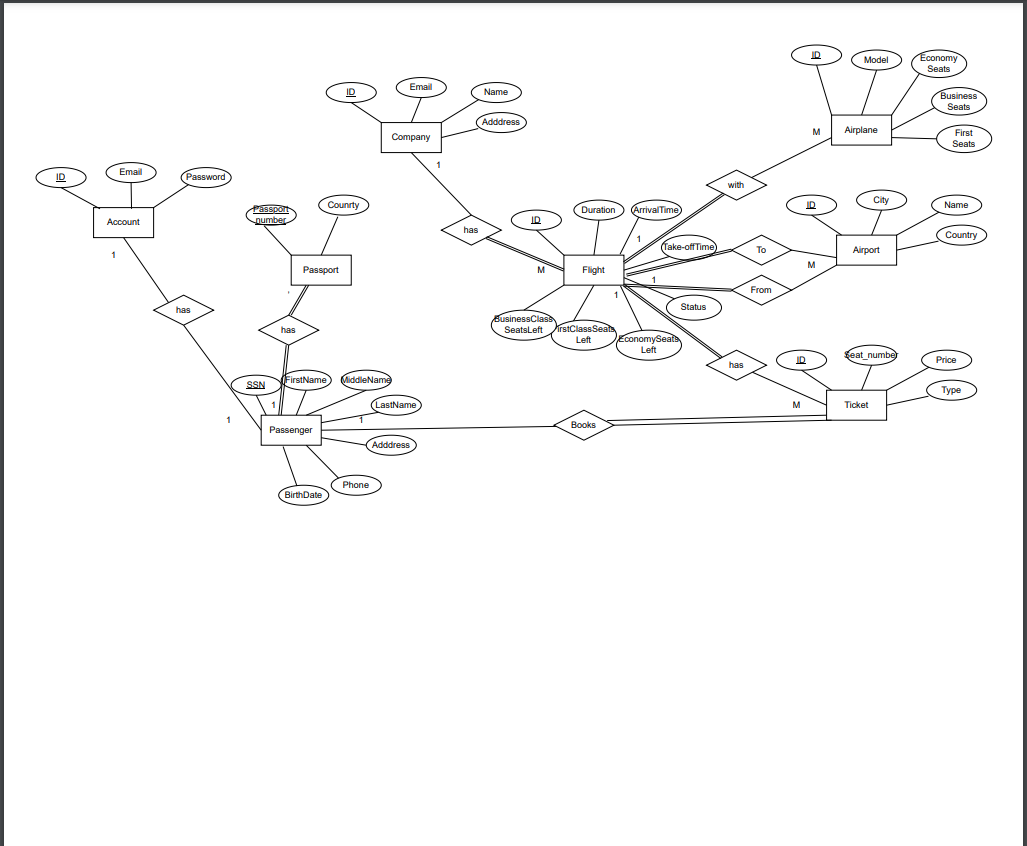 ID
Model
Economy
Seats
Business
Seats
First
Seats
Airplane
M
ID
Email
Name
Adddress
Company
1
with
ID
Email
Password
Account
1
Passport
number
Counrty
Passport
has
ID
Duration
ArrivalTime
1
Take-offTime
Flight
M
1
1
To
From
M
ID
City
Name
Country
Airport
Status
BusinessClass
SeatsLeft
irstClassSeats
Left
EconomySeats
Left
has
has
has
M
ID
Seat_number
Price
Type
Ticket
SSN
FirstName
MiddleName
LastName
1
1
1
Passenger
Adddress
Phone
BirthDate
Books